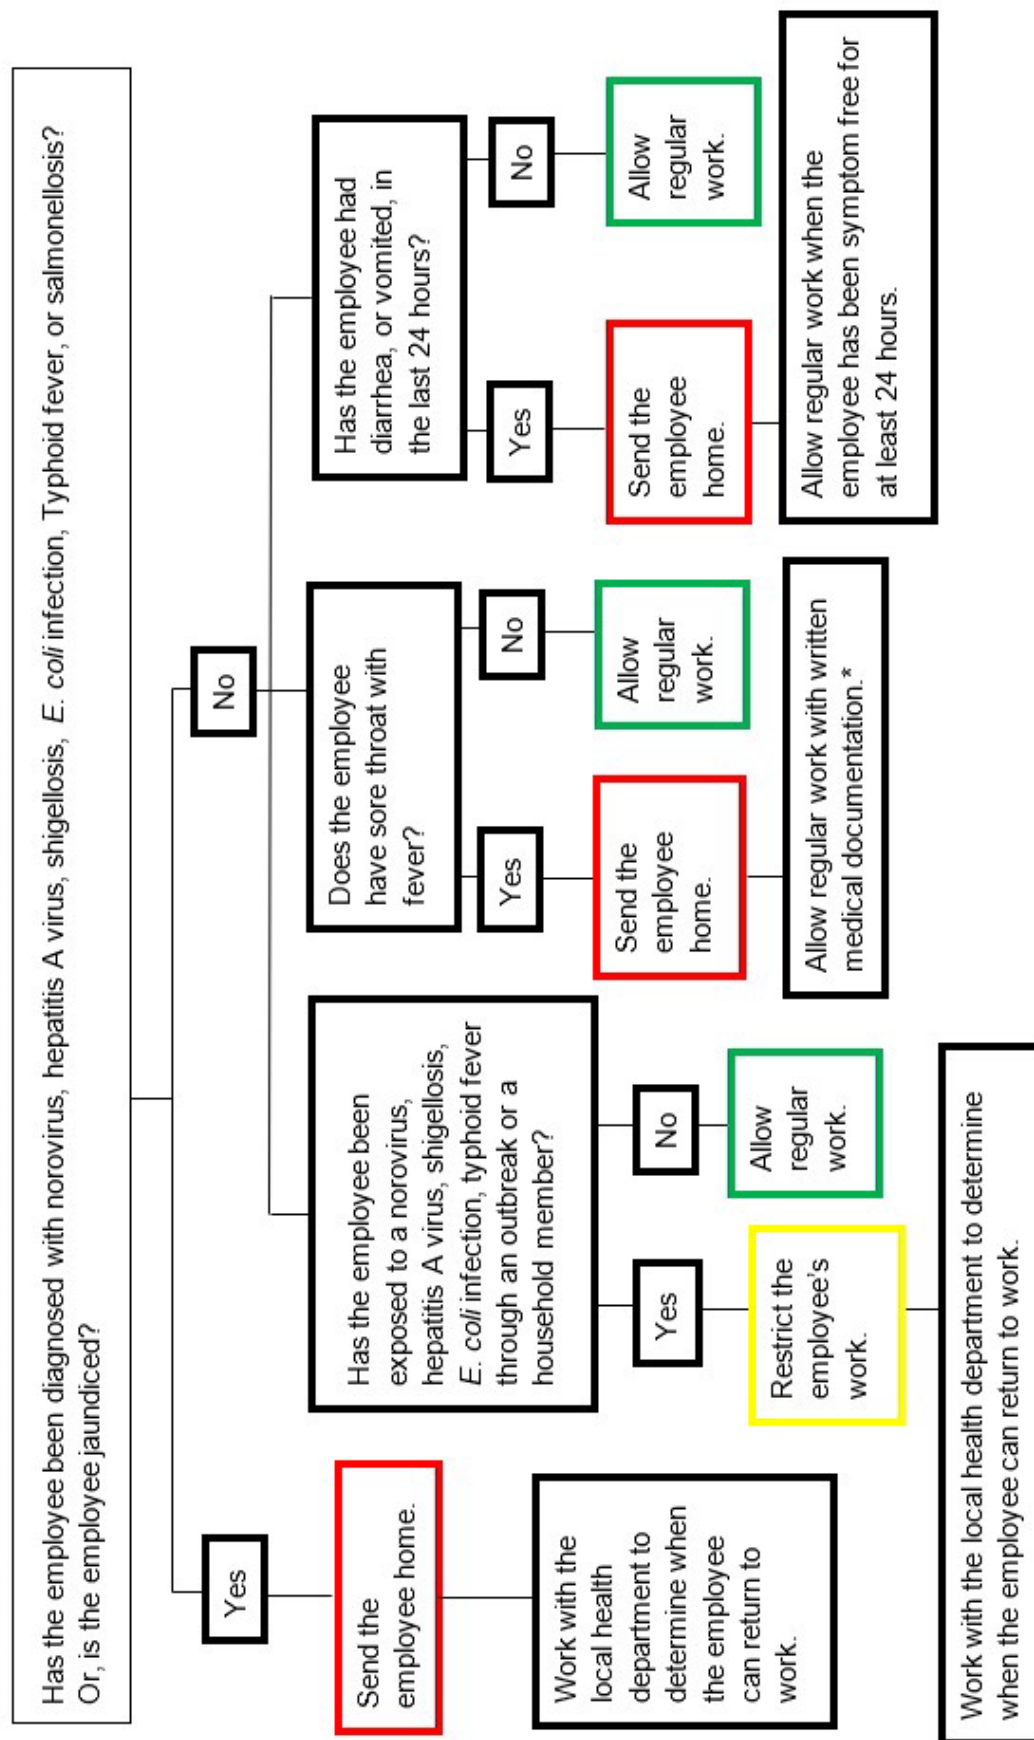 Has the employee been diagnosed with norovirus, hepatitis A virus, shigellosis, E. coli infection, Typhoid fever, or salmonellosis?
Or, is the employee jaundiced?
Yes
Send the
employee home.
Work with the
local health
department to
determine when
the employee
can return to
work.
No
Has the employee been
exposed to a norovirus,
hepatitis A virus, shigellosis,
E. coli infection, typhoid fever
through an outbreak or a
household member?
Yes
Restrict the
employee's
work.
Work with the local health department to determine
when the employee can return to work.
No
Allow
regular
work.
Does the employee
have sore throat with
fever?
Yes
Send the
employee
home.
Allow regular work with written
medical documentation.*
No
Allow
regular
work.
Has the employee had
diarrhea, or vomited, in
the last 24 hours?
Yes
Send the
employee
home.
Allow regular work when the
employee has been symptom free for
at least 24 hours.
No
Allow
regular
work.